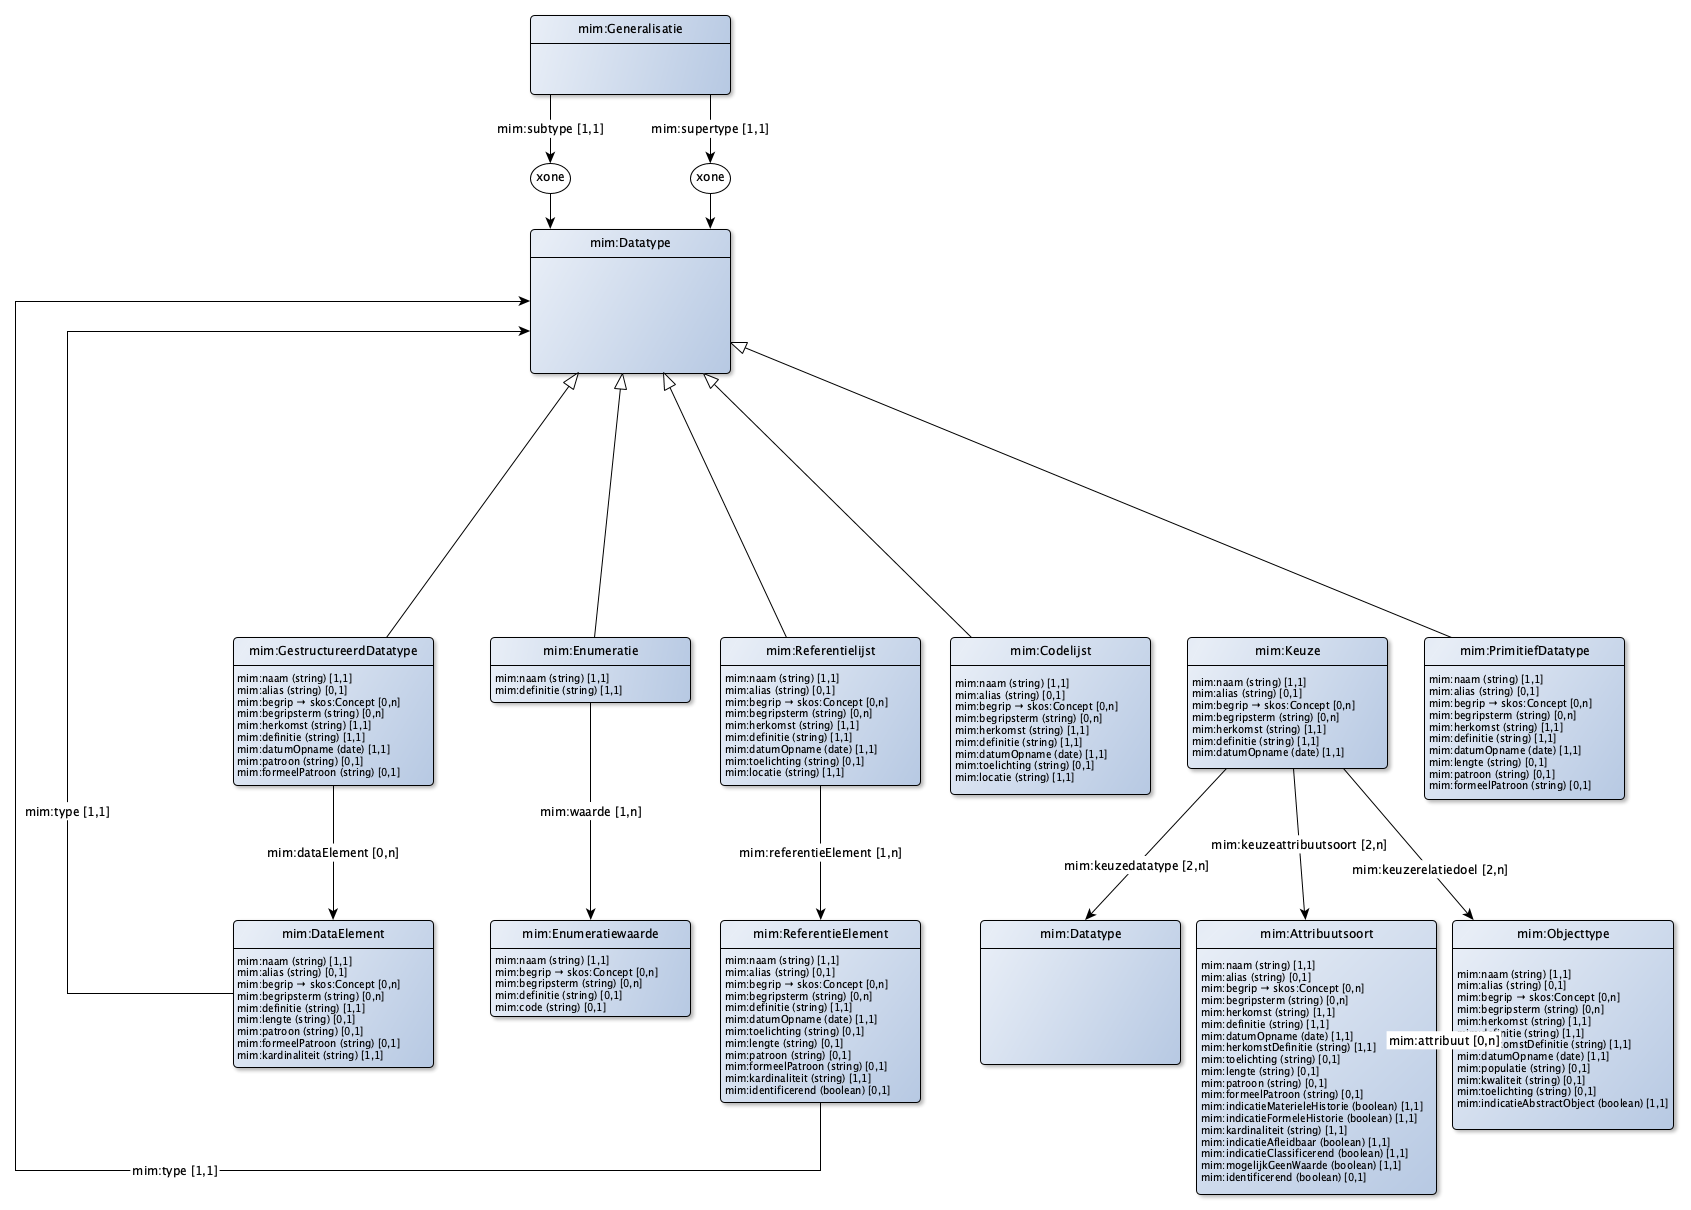 mim:Generalisatie
mim:subtype [1,1]
mim:supertype [1,1]
xone
xone
mim:Datatype
mim:GestructureerdDatatype
mim:naam (string) [1,1]
mim:alias (string) [0,1]
mim:begrip → skos:Concept [0,n]
mim:begripsterm (string) [0,n]
mim:herkomst (string) [1,1]
mim:definitie (string) [1,1]
mim:datumOpname (date) [1,1]
mim:patroon (string) [0,1]
mim:formeelPatroon (string) [0,1]
mim:Enumeratie
mim:naam (string) [1,1]
mim:definitie (string) [1,1]
mim:Referentielijst
mim:naam (string) [1,1]
mim:alias (string) [0,1]
mim:begrip → skos:Concept [0,n]
mim:begripsterm (string) [0,n]
mim:herkomst (string) [1,1]
mim:definitie (string) [1,1]
mim:datumOpname (date) [1,1]
mim:toelichting (string) [0,1]
mim:locatie (string) [1,1]
mim:Codelijst
mim:naam (string) [1,1]
mim:alias (string) [0,1]
mim:begrip → skos:Concept [0,n]
mim:begripsterm (string) [0,n]
mim:herkomst (string) [1,1]
mim:definitie (string) [1,1]
mim:datumOpname (date) [1,1]
mim:toelichting (string) [0,1]
mim:locatie (string) [1,1]
mim:Keuze
mim:naam (string) [1,1]
mim:alias (string) [0,1]
mim:begrip → skos:Concept [0,n]
mim:begripsterm (string) [0,n]
mim:herkomst (string) [1,1]
mim:definitie (string) [1,1]
mim:datumOpname (date) [1,1]
mim:PrimitiefDatatype
mim:naam (string) [1,1]
mim:alias (string) [0,1]
mim:begrip → skos:Concept [0,n]
mim:begripsterm (string) [0,n]
mim:herkomst (string) [1,1]
mim:definitie (string) [1,1]
mim:datumOpname (date) [1,1]
mim:lengte (string) [0,1]
mim:patroon (string) [0,1]
mim:formeelPatroon (string) [0,1]
mim:type [1,1]
mim:dataElement [0,n]
mim:waarde [1,n]
mim:referentieElement [1,n]
mim:keuzedatatype [2,n]
mim:keuzeattribuutsoort [2,n]
mim:keuzerelatiedoel [2,n]
mim:DataElement
mim:naam (string) [1,1]
mim:alias (string) [0,1]
mim:begrip → skos:Concept [0,n]
mim:begripsterm (string) [0,n]
mim:definitie (string) [1,1]
mim:lengte (string) [0,1]
mim:patroon (string) [0,1]
mim:formeelPatroon (string) [0,1]
mim:kardinaliteit (string) [1,1]
mim:Enumeratiewaarde
mim:naam (string) [1,1]
mim:begrip → skos:Concept [0,n]
mim:begripsterm (string) [0,n]
mim:definitie (string) [0,1]
mim:code (string) [0,1]
mim:ReferentieElement
mim:naam (string) [1,1]
mim:alias (string) [0,1]
mim:begrip → skos:Concept [0,n]
mim:begripsterm (string) [0,n]
mim:definitie (string) [1,1]
mim:datumOpname (date) [1,1]
mim:toelichting (string) [0,1]
mim:lengte (string) [0,1]
mim:patroon (string) [0,1]
mim:formeelPatroon (string) [0,1]
mim:kardinaliteit (string) [1,1]
mim:identificerend (boolean) [0,1]
mim:Datatype
mim:Attribuutsoort
mim:naam (string) [1,1]
mim:alias (string) [0,1]
mim:begrip → skos:Concept [0,n]
mim:begripsterm (string) [0,n]
mim:herkomst (string) [1,1]
mim:definitie (string) [1,1]
mim:datumOpname (date) [1,1]
mim:herkomstDefinitie (string) [1,1]
mim:toelichting (string) [0,1]
mim:lengte (string) [0,1]
mim:patroon (string) [0,1]
mim:formeelPatroon (string) [0,1]
mim:indicatieMaterieleHistorie (boolean) [1,1]
mim:indicatieFormeleHistorie (boolean) [1,1]
mim:kardinaliteit (string) [1,1]
mim:indicatieAfleidbaar (boolean) [1,1]
mim:indicatieClassificerend (boolean) [1,1]
mim:mogelijkGeenWaarde (boolean) [1,1]
mim:identificerend (boolean) [0,1]
mim:attribuut [0,n]
mim:Objecttype
mim:naam (string) [1,1]
mim:alias (string) [0,1]
mim:begrip → skos:Concept [0,n]
mim:begripsterm (string) [0,n]
mim:herkomst (string) [1,1]
(string) [1,1]
omstDefinitie (string) [1,1]
mim:datumOpname (date) [1,1]
mim:populatie (string) [0,1]
mim:kwaliteit (string) [0,1]
mim:toelichting (string) [0,1]
mim:indicatieAbstractObject (boolean) [1,1]
mim:type [1,1]